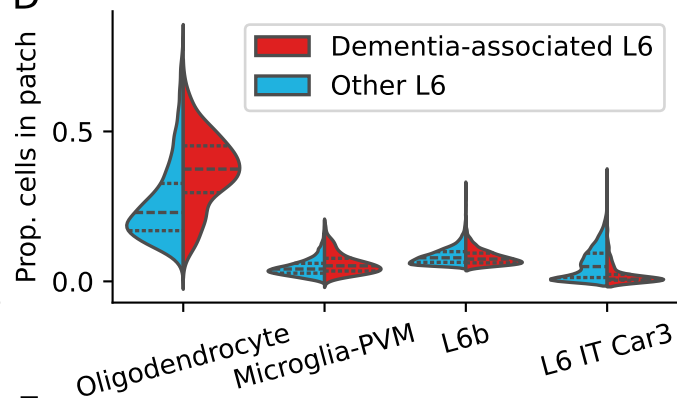 D
Dementia-associated L6
Other L6
Prop. cells in patch
0.5
0.0
Oligodendrocyte
Microglia-PVM
L6b
L6 IT Car3